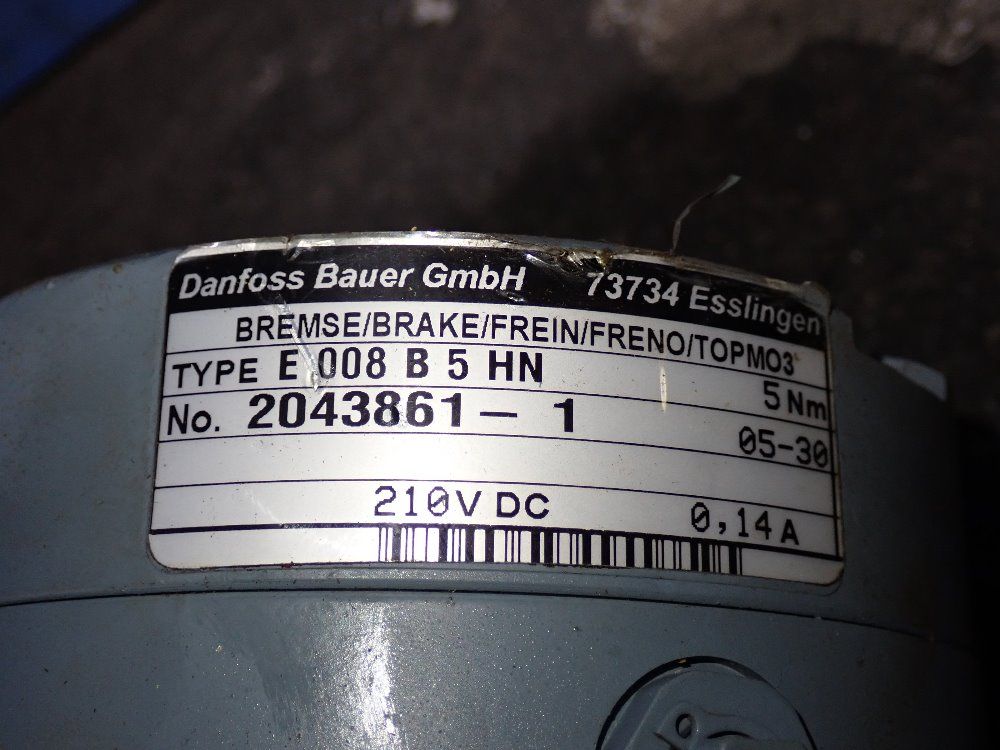 Danfoss Bauer GmbH 73734 Esslingen
BREMSE/BRAKE/FREIN/FRENO/TOPMO3
TYPE E 008 B 5 HN 5 Nm
No. 2043861 - 1 05-30
210V DC 0,14 A